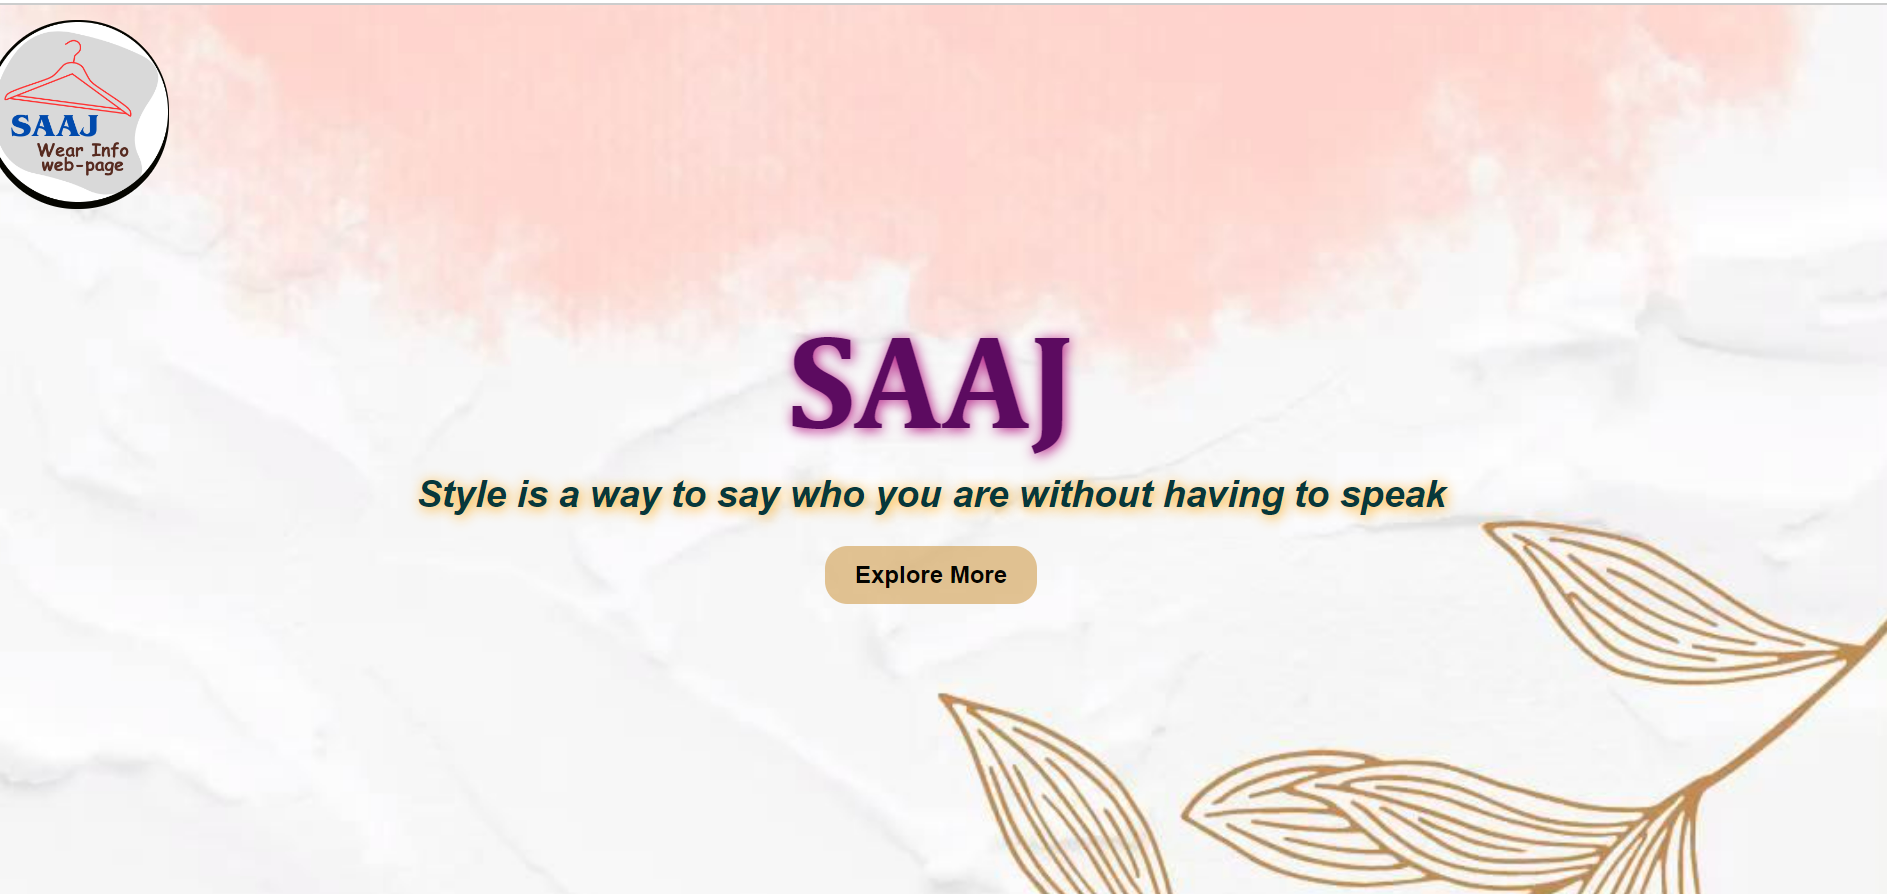 SAAJ
Wear Info
web-page
SAAJ
Style is a way to say who you are without having to speak
Explore More